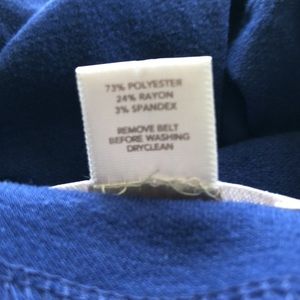 73% POLYESTER
24% RAYON
3% SPANDEX
REMOVE BELT
BEFORE WASHING
DRYCLEAN